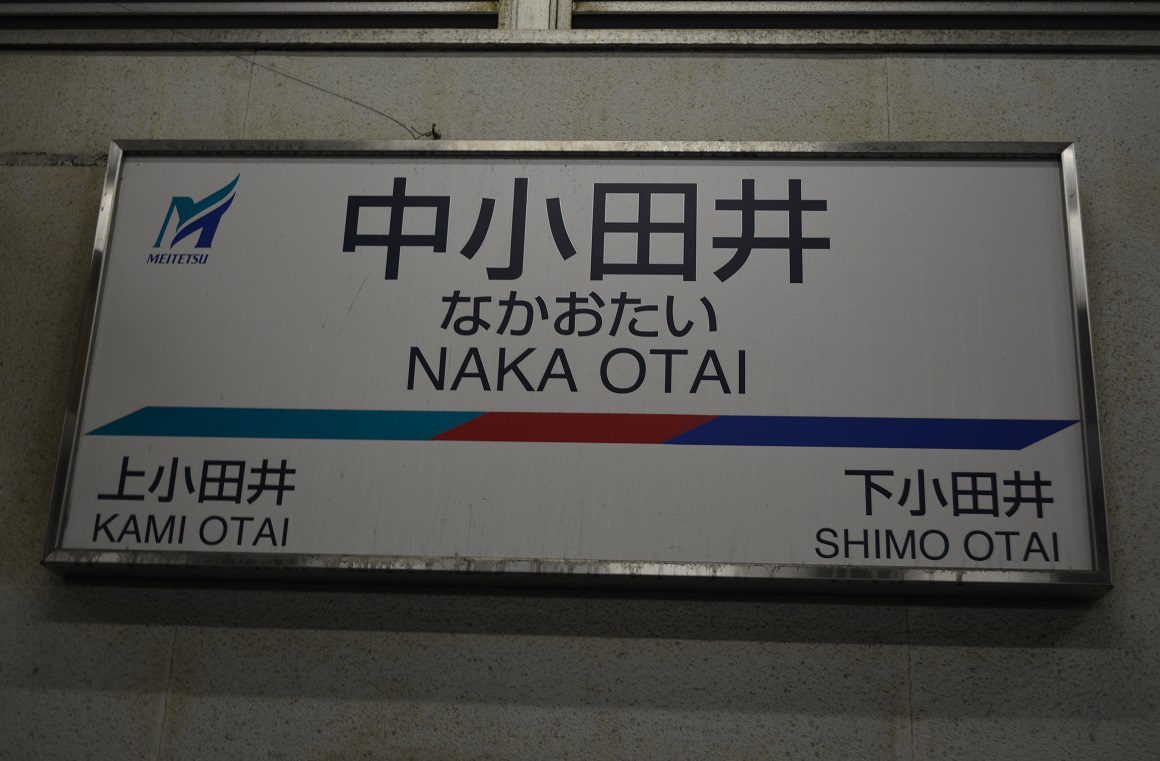 MEITETSU
中小田井
なかおたい
NAKA OTAI
上小田井
KAMI OTAI
下小田井
SHIMO OTAI